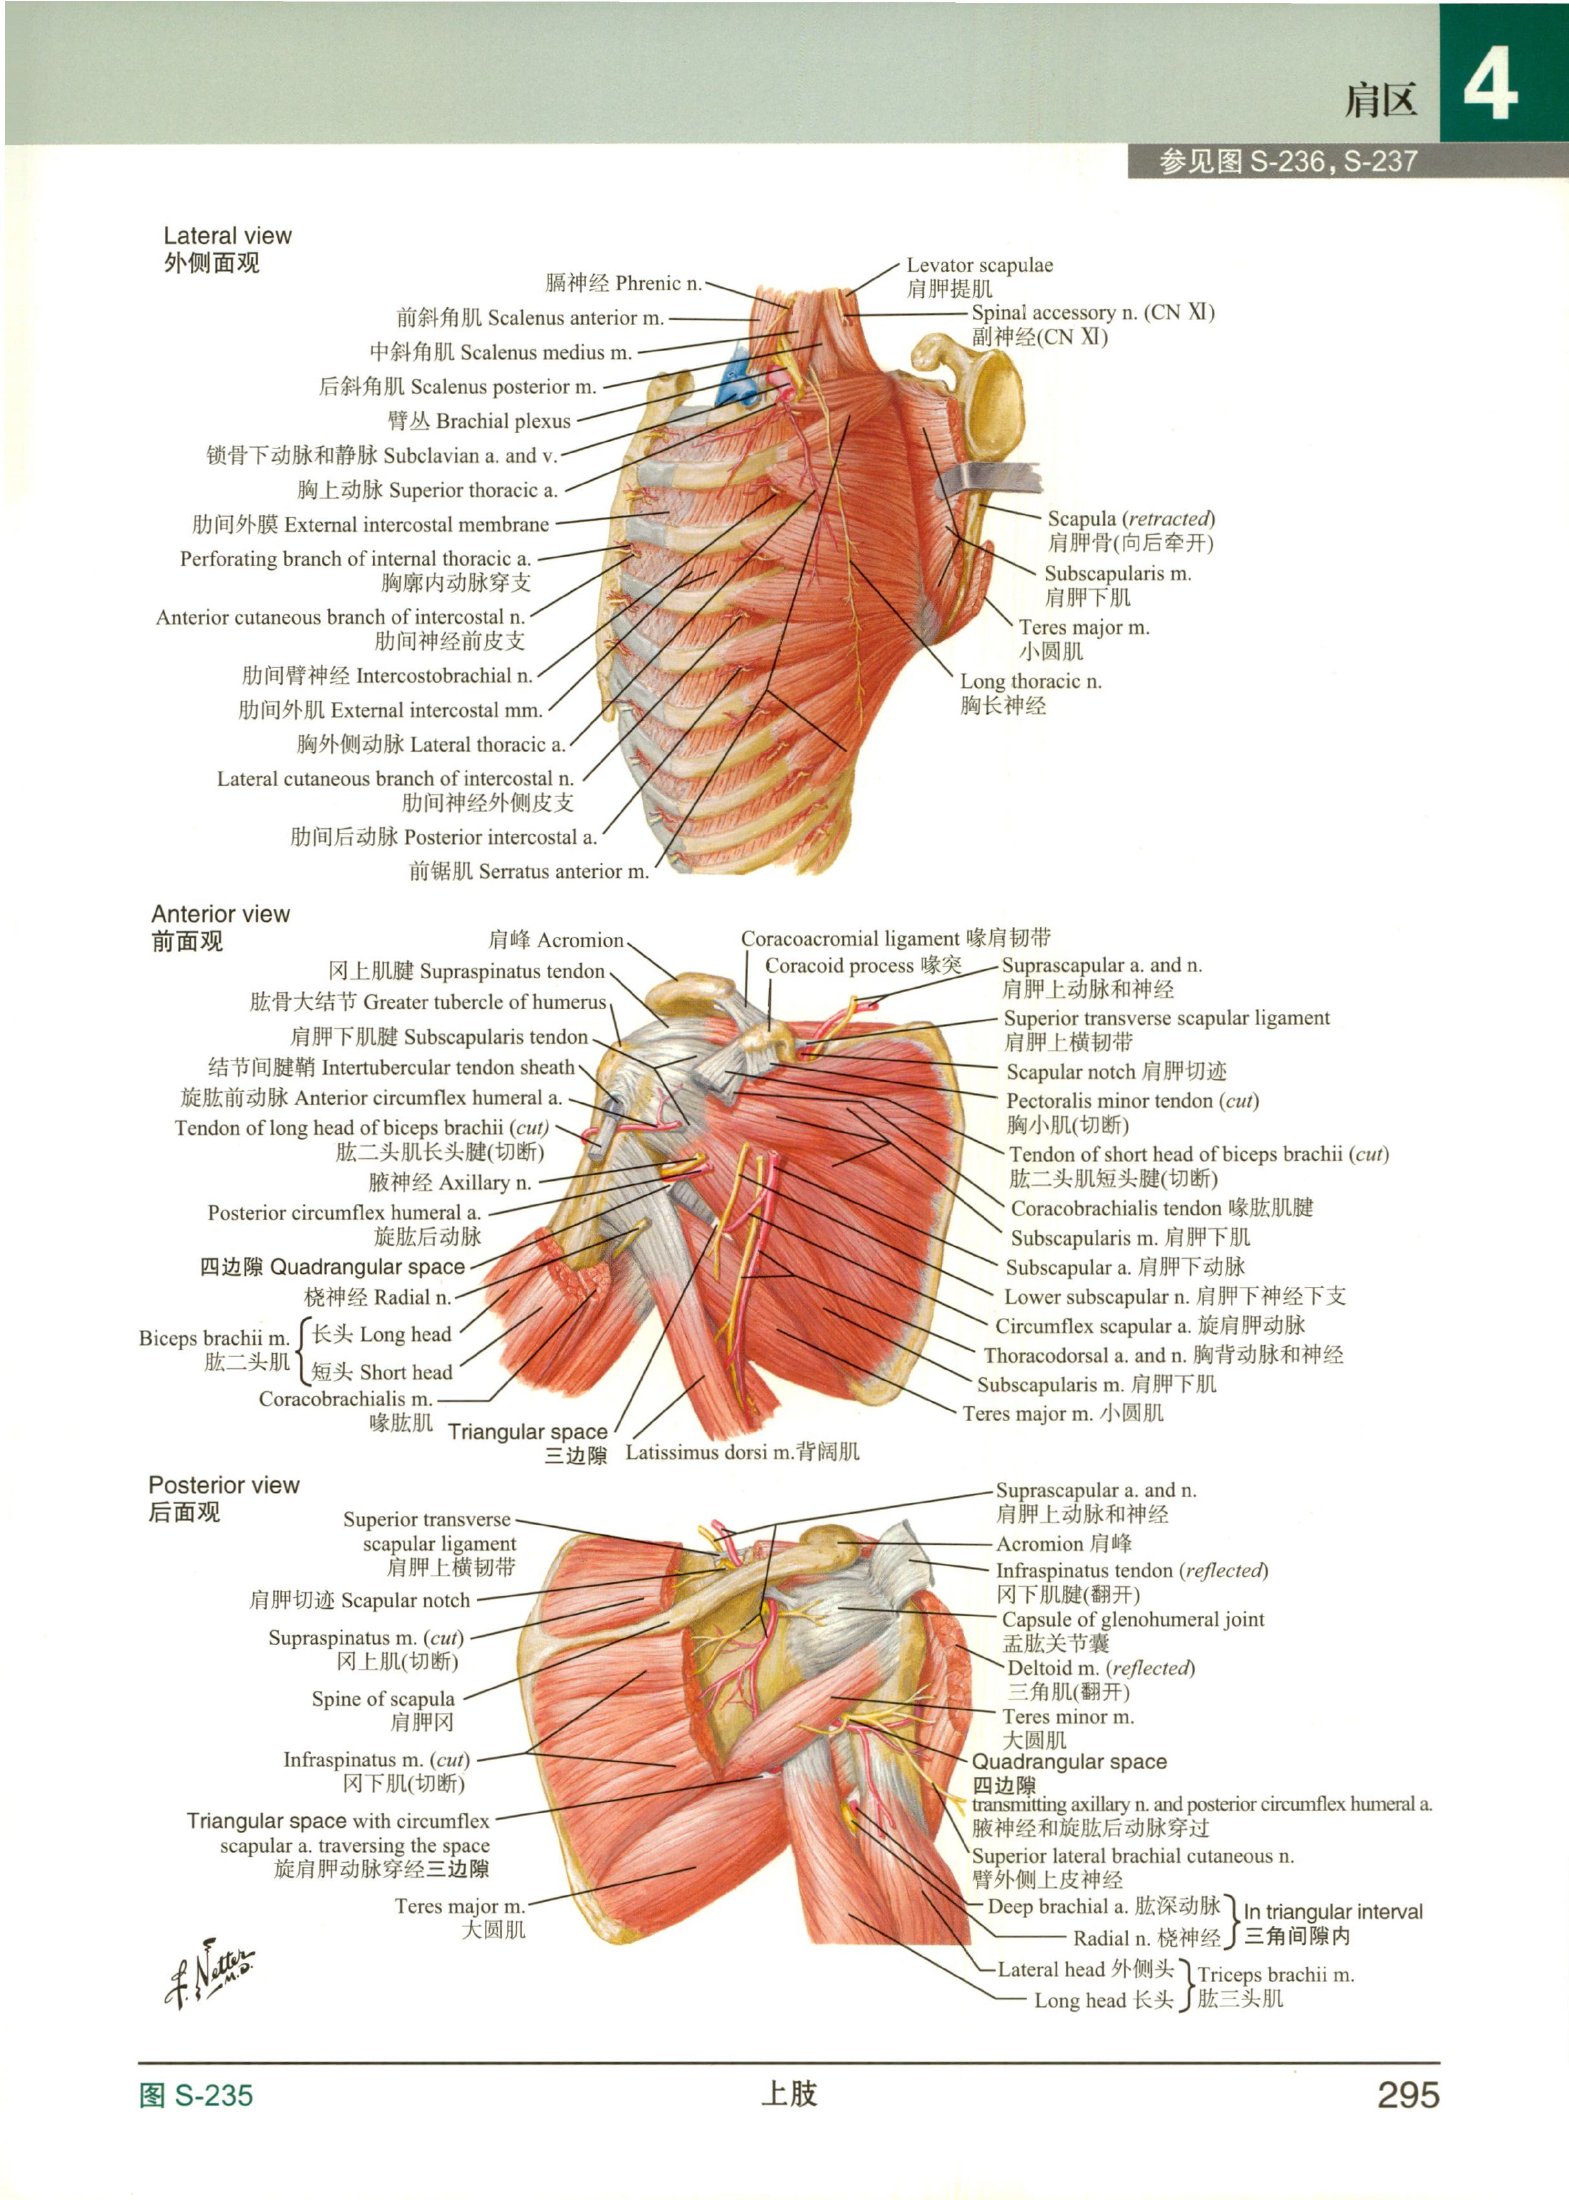 肩区
4
参见图 S-236, S-237
Lateral view
外侧面观
膈神经 Phrenic n.
前斜角肌 Scalenus anterior m.
中斜角肌 Scalenus medius m.
后斜角肌 Scalenus posterior m.
臂丛 Brachial plexus
锁骨下动脉和静脉 Subclavian a. and v.
胸上动脉 Superior thoracic a.
肋间外膜 External intercostal membrane
Perforating branch of internal thoracic a.
胸廓内动脉穿支
Anterior cutaneous branch of intercostal n.
肋间神经前皮支
肋间臂神经 Intercostobrachial n.
肋间外肌 External intercostal mm.
胸外侧动脉 Lateral thoracic a.
Lateral cutaneous branch of intercostal n.
肋间神经外侧皮支
肋间后动脉 Posterior intercostal a.
前锯肌 Serratus anterior m.
Levator scapulae
肩胛提肌
Spinal accessory n. (CN XI)
副神经(CN XI)
Scapula (retracted)
肩胛骨(向后牵开)
Subscapularis m.
肩胛下肌
Teres major m.
小圆肌
Long thoracic n.
胸长神经
Anterior view
前面观
肩峰 Acromion
冈上肌腱 Supraspinatus tendon
肱骨大结节 Greater tubercle of humerus
肩胛下肌腱 Subscapularis tendon
结节间腱鞘 Intertubercular tendon sheath
旋肱前动脉 Anterior circumflex humeral a.
Tendon of long head of biceps brachii (cut)
肱二头肌长头腱(切断)
腋神经 Axillary n.
Posterior circumflex humeral a.
旋肱后动脉
四边隙 Quadrangular space
桡神经 Radial n.
Biceps brachii m.
肱二头肌
长头 Long head
短头 Short head
Coracobrachialis m.
喙肱肌
Triangular space
三边隙
Latissimus dorsi m.背阔肌
Coracoacromial ligament 喙肩韧带
Coracoid process 喙突
Suprascapular a. and n.
肩胛上动脉和神经
Superior transverse scapular ligament
肩胛上横韧带
Scapular notch 肩胛切迹
Pectoralis minor tendon (cut)
胸小肌(切断)
Tendon of short head of biceps brachii (cut)
肱二头肌短头腱(切断)
Coracobrachialis tendon 喙肱肌腱
Subscapularis m. 肩胛下肌
Subscapular a. 肩胛下动脉
Lower subscapular n. 肩胛下神经下支
Circumflex scapular a. 旋肩胛动脉
Thoracodorsal a. and n. 胸背动脉和神经
Subscapularis m. 肩胛下肌
Teres major m. 小圆肌
Posterior view
后面观
Superior transverse
scapular ligament
肩胛上横韧带
肩胛切迹 Scapular notch
Supraspinatus m. (cut)
冈上肌(切断)
Spine of scapula
肩胛冈
Infraspinatus m. (cut)
冈下肌(切断)
Triangular space with circumflex
scapular a. traversing the space
旋肩胛动脉穿经三边隙
Teres major m.
大圆肌
Suprascapular a. and n.
肩胛上动脉和神经
Acromion 肩峰
Infraspinatus tendon (reflected)
冈下肌腱(翻开)
Capsule of glenohumeral joint
盂肱关节囊
Deltoid m. (reflected)
三角肌(翻开)
Teres minor m.
大圆肌
Quadrangular space
四边隙
transmitting axillary n. and posterior circumflex humeral a.
腋神经和旋肱后动脉穿过
Superior lateral brachial cutaneous n.
臂外侧上皮神经
Deep brachial a. 肱深动脉
Radial n. 桡神经
In triangular interval
三角间隙内
Lateral head 外侧头
Long head 长头
Triceps brachii m.
肱三头肌
F. Netter
M.D.
图 S-235
上肢
295